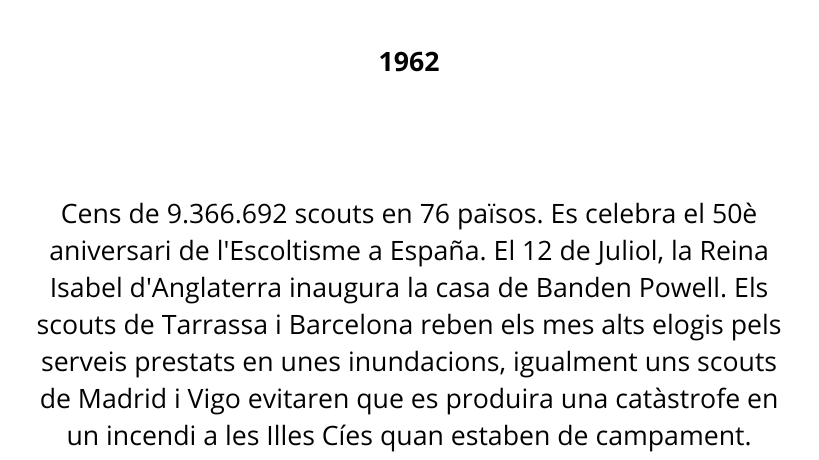 1962
Cens de 9.366.692 scouts en 76 països. Es celebra el 50è
aniversari de l'Escoltisme a España. El 12 de Juliol, la Reina
Isabel d'Anglaterra inaugura la casa de Banden Powell. Els
scouts de Tarrassa i Barcelona reben els mes alts elogis pels
serveis prestats en unes inundacions, igualment uns scouts
de Madrid i Vigo evitaren que es produira una catàstrofe en
un incendi a les Illes Cíes quan estaben de campament.